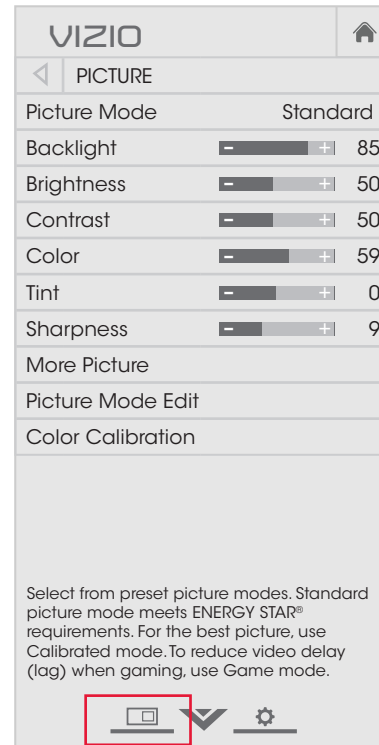 VIZIO
PICTURE
Picture Mode Standard
Backlight - + 85
Brightness - + 50
Contrast - + 50
Color - + 59
Tint - + 0
Sharpness - + 9
More Picture
Picture Mode Edit
Color Calibration
Select from preset picture modes. Standard
picture mode meets ENERGY STAR®
requirements. For the best picture, use
Calibrated mode. To reduce video delay
(lag) when gaming, use Game mode.